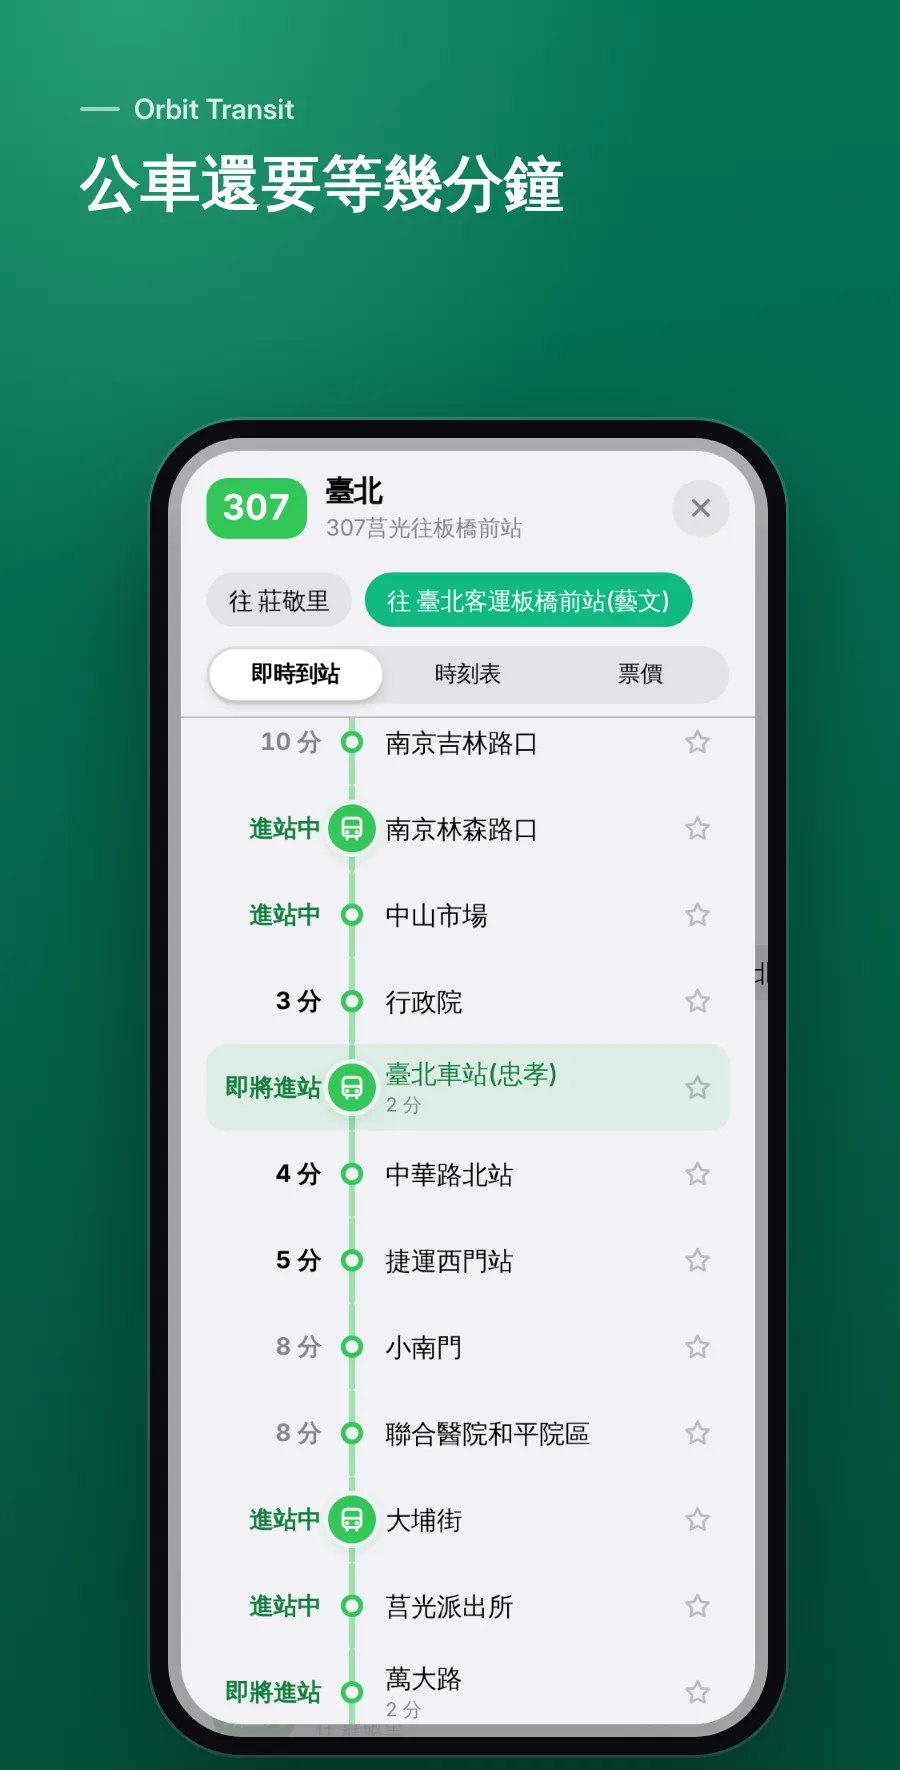 Orbit Transit
公車還要等幾分鐘
307
臺北
307莒光往板橋前站
往 莊敬里
往 臺北客運板橋前站(藝文)
即時到站
時刻表
票價
10 分
南京吉林路口
進站中
南京林森路口
進站中
中山市場
3 分
行政院
北
即將進站
臺北車站(忠孝)
2 分
4 分
中華路北站
5 分
捷運西門站
8 分
小南門
8 分
聯合醫院和平院區
進站中
大埔街
進站中
莒光派出所
即將進站
萬大路
2 分